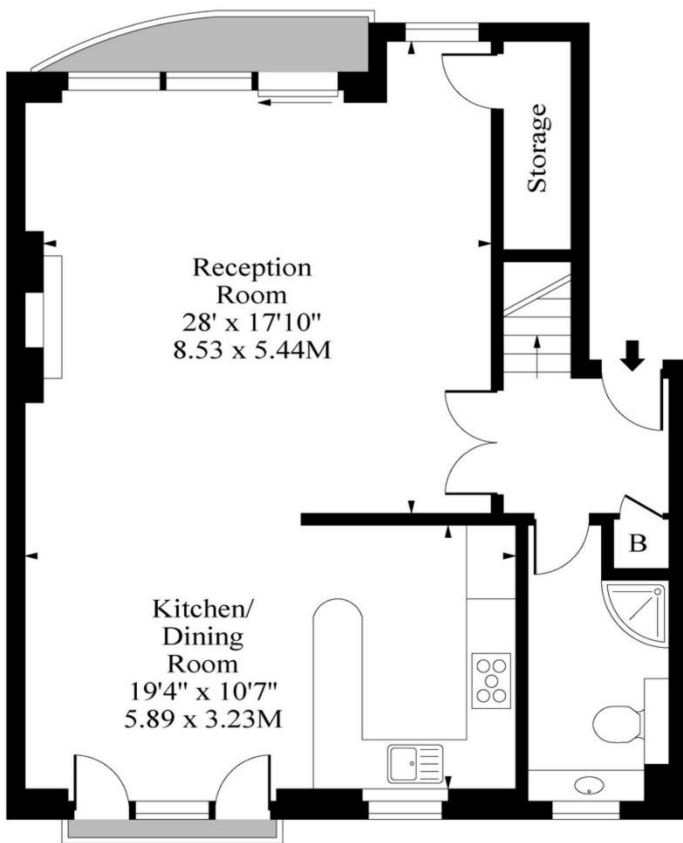 Storage
Reception
Room
28' x 17'10"
8.53 x 5.44M
B
Kitchen/
Dining
Room
19'4" x 10'7"
5.89 x 3.23M